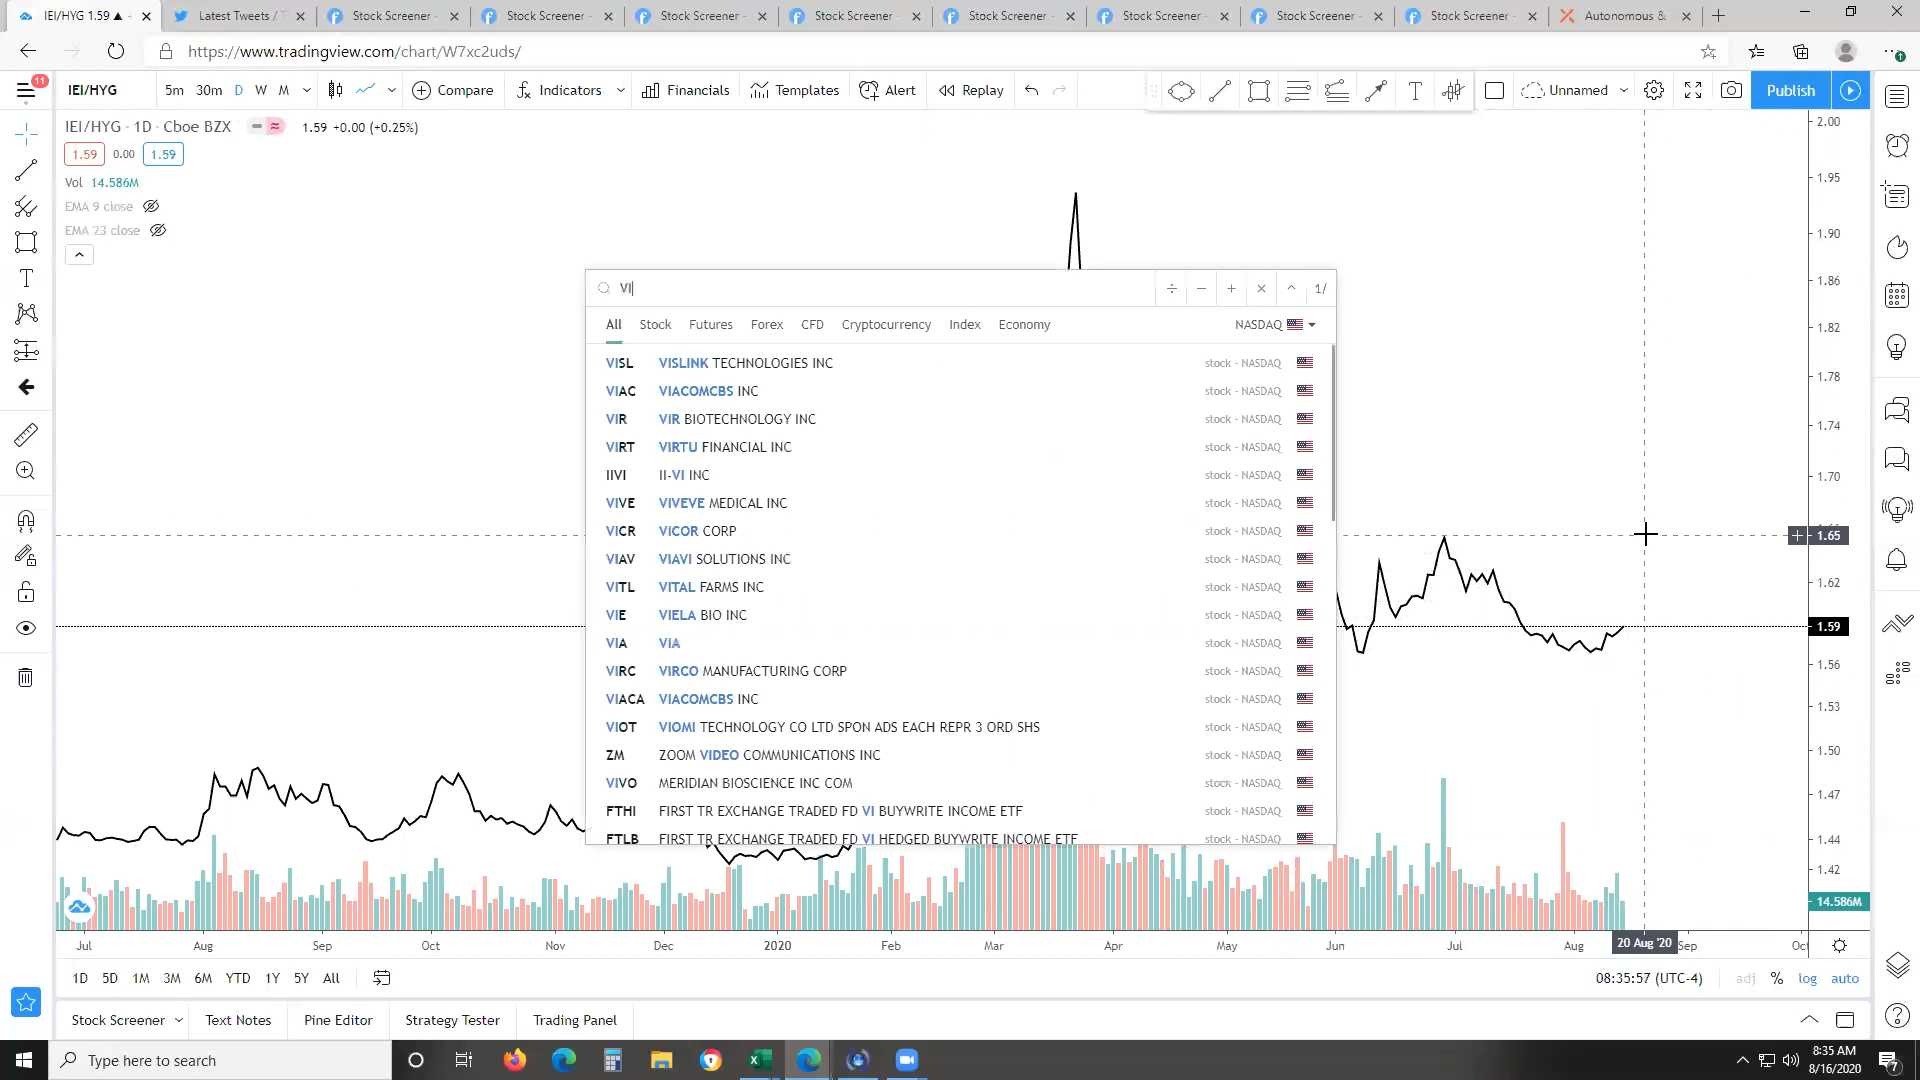 IEI/HYG 1.59 ▲
Latest Tweets / T
Stock Screener -
Stock Screener -
Stock Screener -
Stock Screener -
Stock Screener -
Stock Screener -
Stock Screener -
Stock Screener -
Autonomous &
https://www.tradingview.com/chart/W7xc2uds/
11
IEI/HYG
5m 30m D W M
Compare
Indicators
Financials
Templates
Alert
Replay
Unnamed
Publish
IEI/HYG · 1D · Cboe BZX
1.59 +0.00 (+0.25%)
1.59 0.00 1.59
Vol 14.586M
EMA 9 close
EMA 23 close
VI
1/
All Stock Futures Forex CFD Cryptocurrency Index Economy
NASDAQ
VISL VISLINK TECHNOLOGIES INC stock - NASDAQ
VIAC VIACOMCBS INC stock - NASDAQ
VIR VIR BIOTECHNOLOGY INC stock - NASDAQ
VIRT VIRTU FINANCIAL INC stock - NASDAQ
IIVI II-VI INC stock - NASDAQ
VIVE VIVEVE MEDICAL INC stock - NASDAQ
VICR VICOR CORP stock - NASDAQ
VIAV VIAVI SOLUTIONS INC stock - NASDAQ
VITL VITAL FARMS INC stock - NASDAQ
VIE VIELA BIO INC stock - NASDAQ
VIA VIA stock - NASDAQ
VIRC VIRCO MANUFACTURING CORP stock - NASDAQ
VIACA VIACOMCBS INC stock - NASDAQ
VIOT VIOMI TECHNOLOGY CO LTD SPON ADS EACH REPR 3 ORD SHS stock - NASDAQ
ZM ZOOM VIDEO COMMUNICATIONS INC stock - NASDAQ
VIVO MERIDIAN BIOSCIENCE INC COM stock - NASDAQ
FTHI FIRST TR EXCHANGE TRADED FD VI BUYWRITE INCOME ETF stock - NASDAQ
FTLB FIRST TR EXCHANGE TRADED FD VI HEDGED BUYWRITE INCOME ETF stock - NASDAQ
2.00
1.95
1.90
1.86
1.82
1.78
1.74
1.70
1.65
1.62
1.59
1.56
1.53
1.50
1.47
1.44
1.42
14.586M
Jul Aug Sep Oct Nov Dec 2020 Feb Mar Apr May Jun Jul Aug 20 Aug '20 Sep Oc
1D 5D 1M 3M 6M YTD 1Y 5Y All
08:35:57 (UTC-4) adj % log auto
Stock Screener Text Notes Pine Editor Strategy Tester Trading Panel
Type here to search
8:35 AM
8/16/2020
7